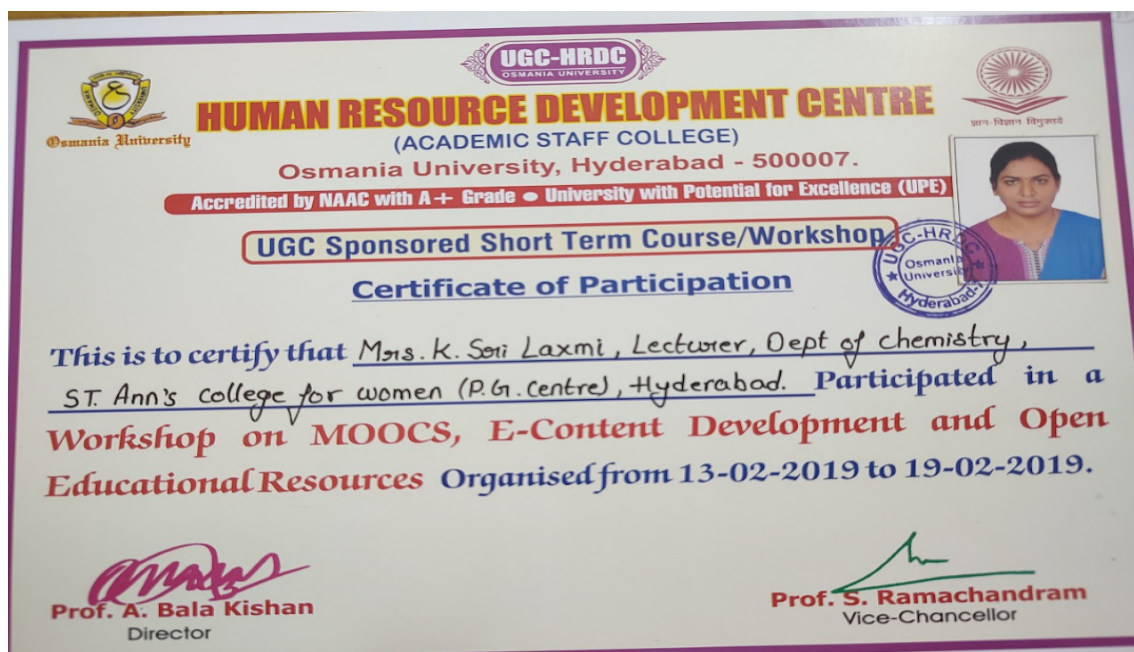 UGC-HRDC
OSMANIA UNIVERSITY
Osmania University
HUMAN RESOURCE DEVELOPMENT CENTRE
(ACADEMIC STAFF COLLEGE)
Osmania University, Hyderabad - 500007.
ज्ञान-विज्ञान विमुक्तये
Accredited by NAAC with A+ Grade ● University with Potential for Excellence (UPE)
UGC Sponsored Short Term Course/Workshop
UGC-HRDC
Osmania
Universi
Hyderabad-
Certificate of Participation
This is to certify that Mrs. K. Sri Laxmi, Lecturer, Dept of chemistry,
ST. Ann's college for women (P.G. Centre), Hyderabad. Participated in a
Workshop on MOOCS, E-Content Development and Open
Educational Resources Organised from 13-02-2019 to 19-02-2019.
Prof. A. Bala Kishan
Director
Prof. S. Ramachandram
Vice-Chancellor